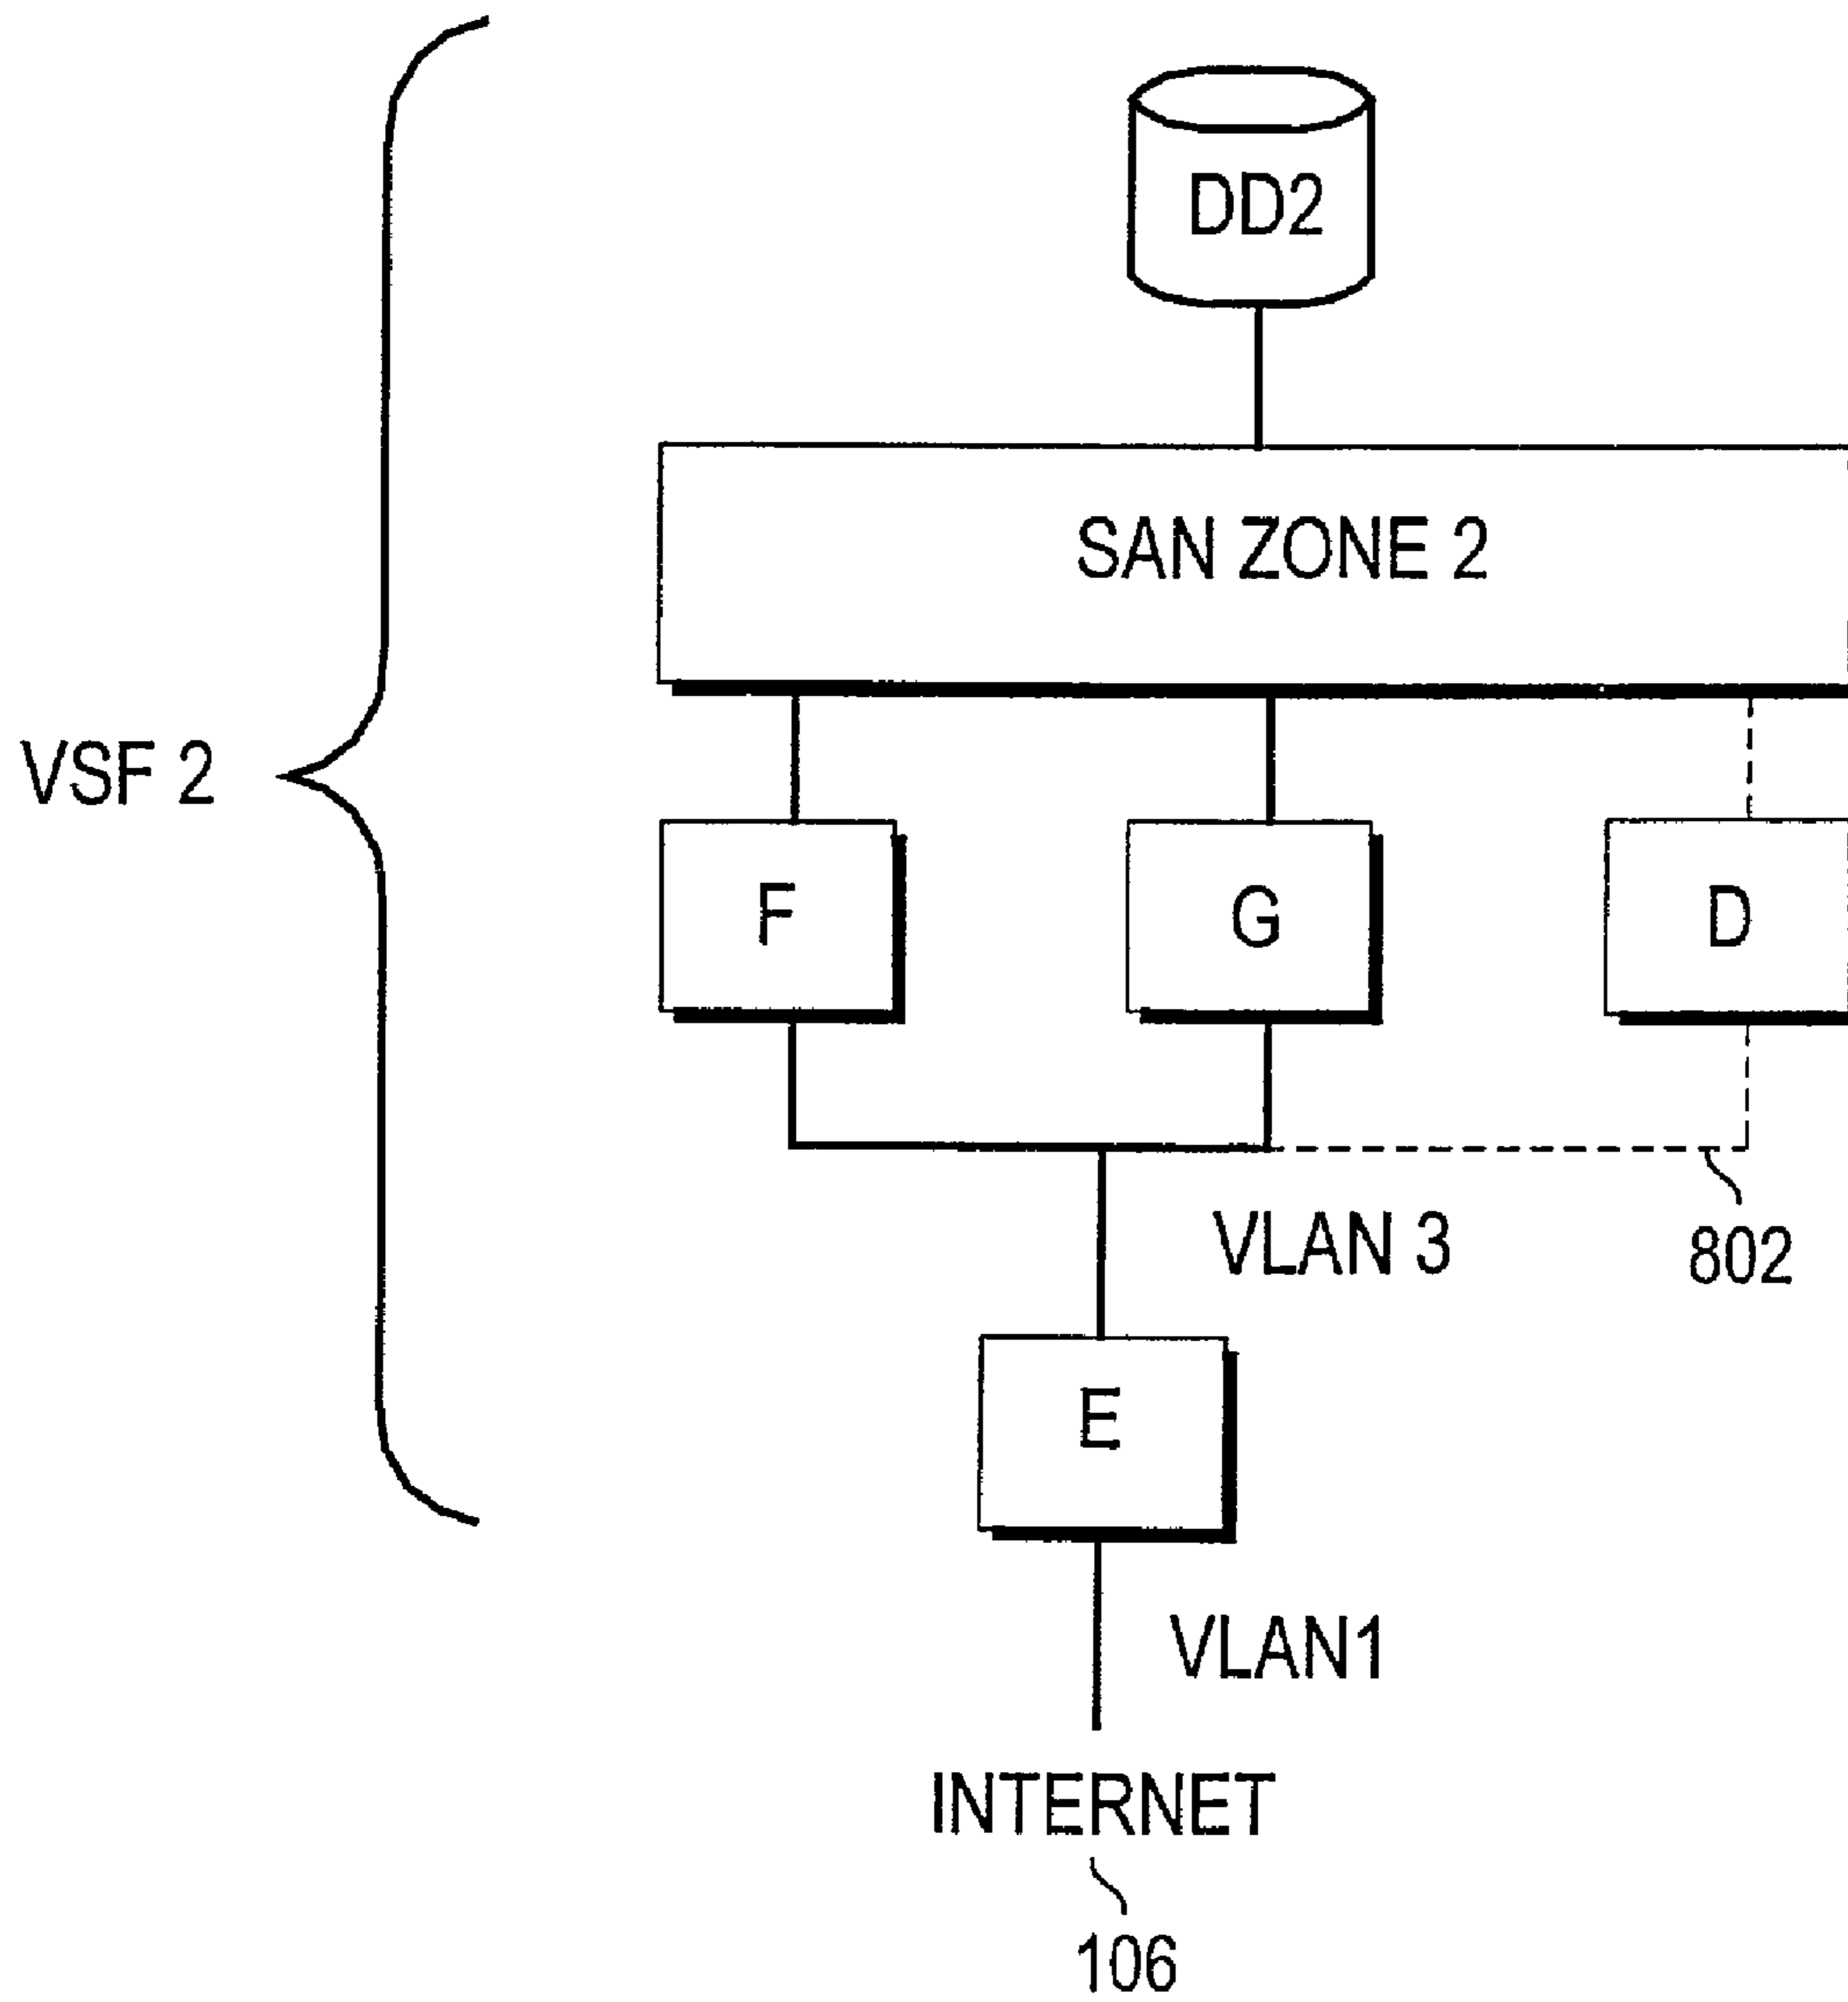 DD2
SAN ZONE 2
VSF 2
F
G
D
VLAN 3
802
E
VLAN1
INTERNET
106